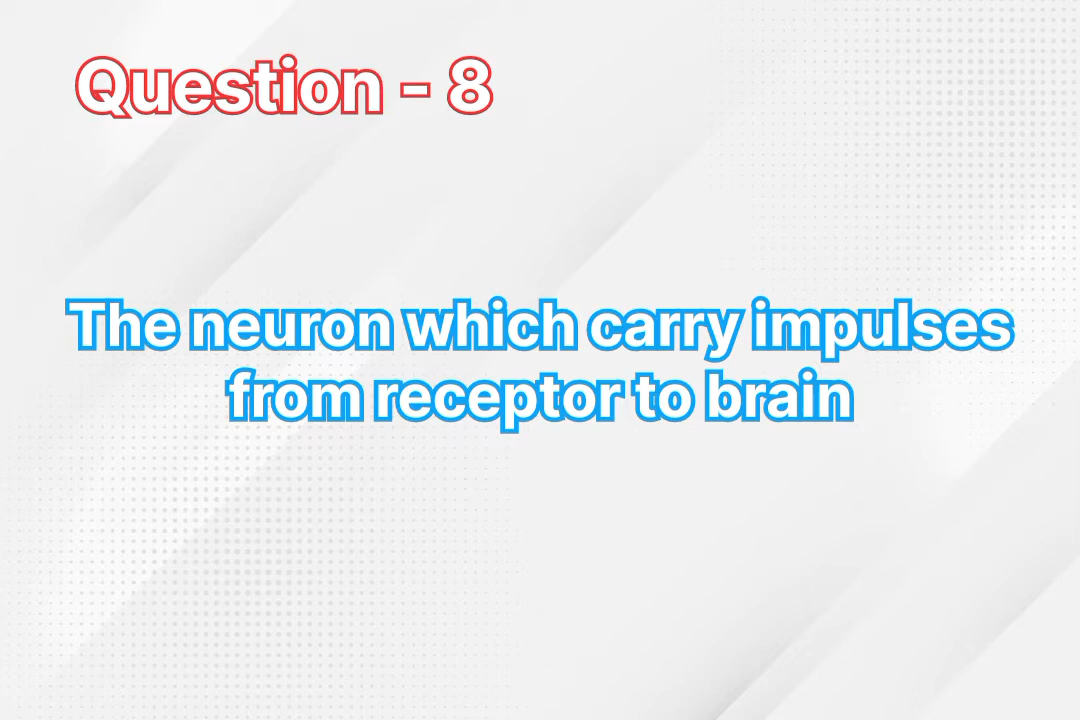 Question - 8
The neuron which carry impulses
from receptor to brain